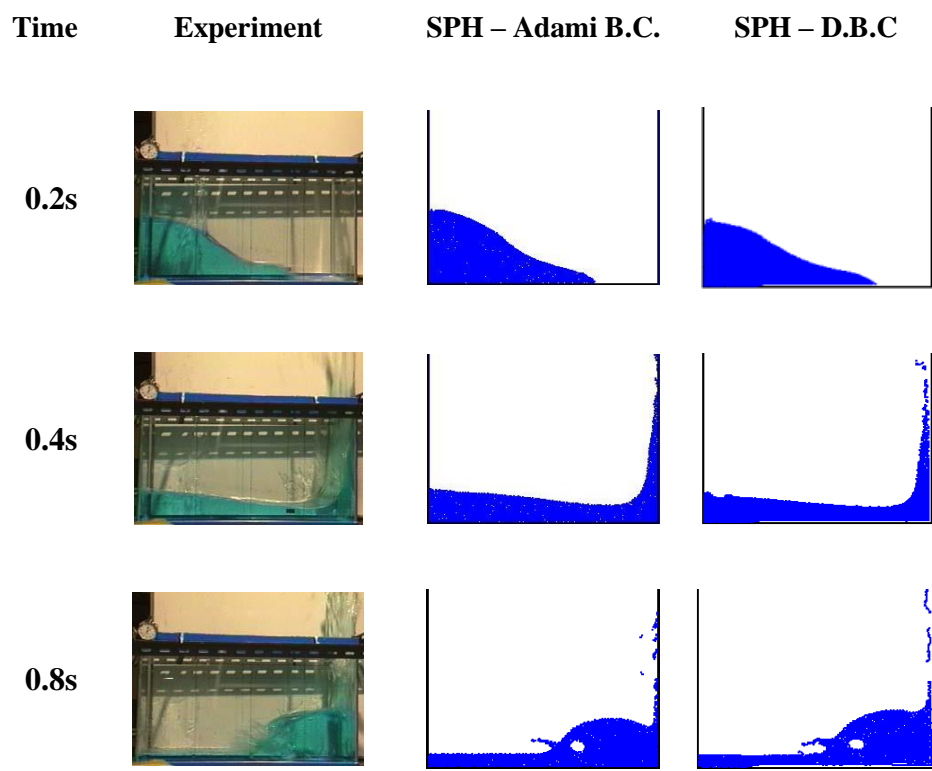 Time Experiment SPH – Adami B.C. SPH – D.B.C
0.2s
0.4s
0.8s